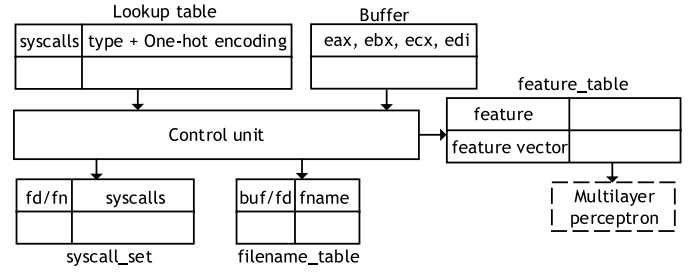 Lookup table
Buffer
syscalls type + One-hot encoding
eax, ebx, ecx, edi
feature_table
feature
Control unit
feature vector
fd/fn syscalls
buf/fd fname
Multilayer
perceptron
syscall_set
filename_table